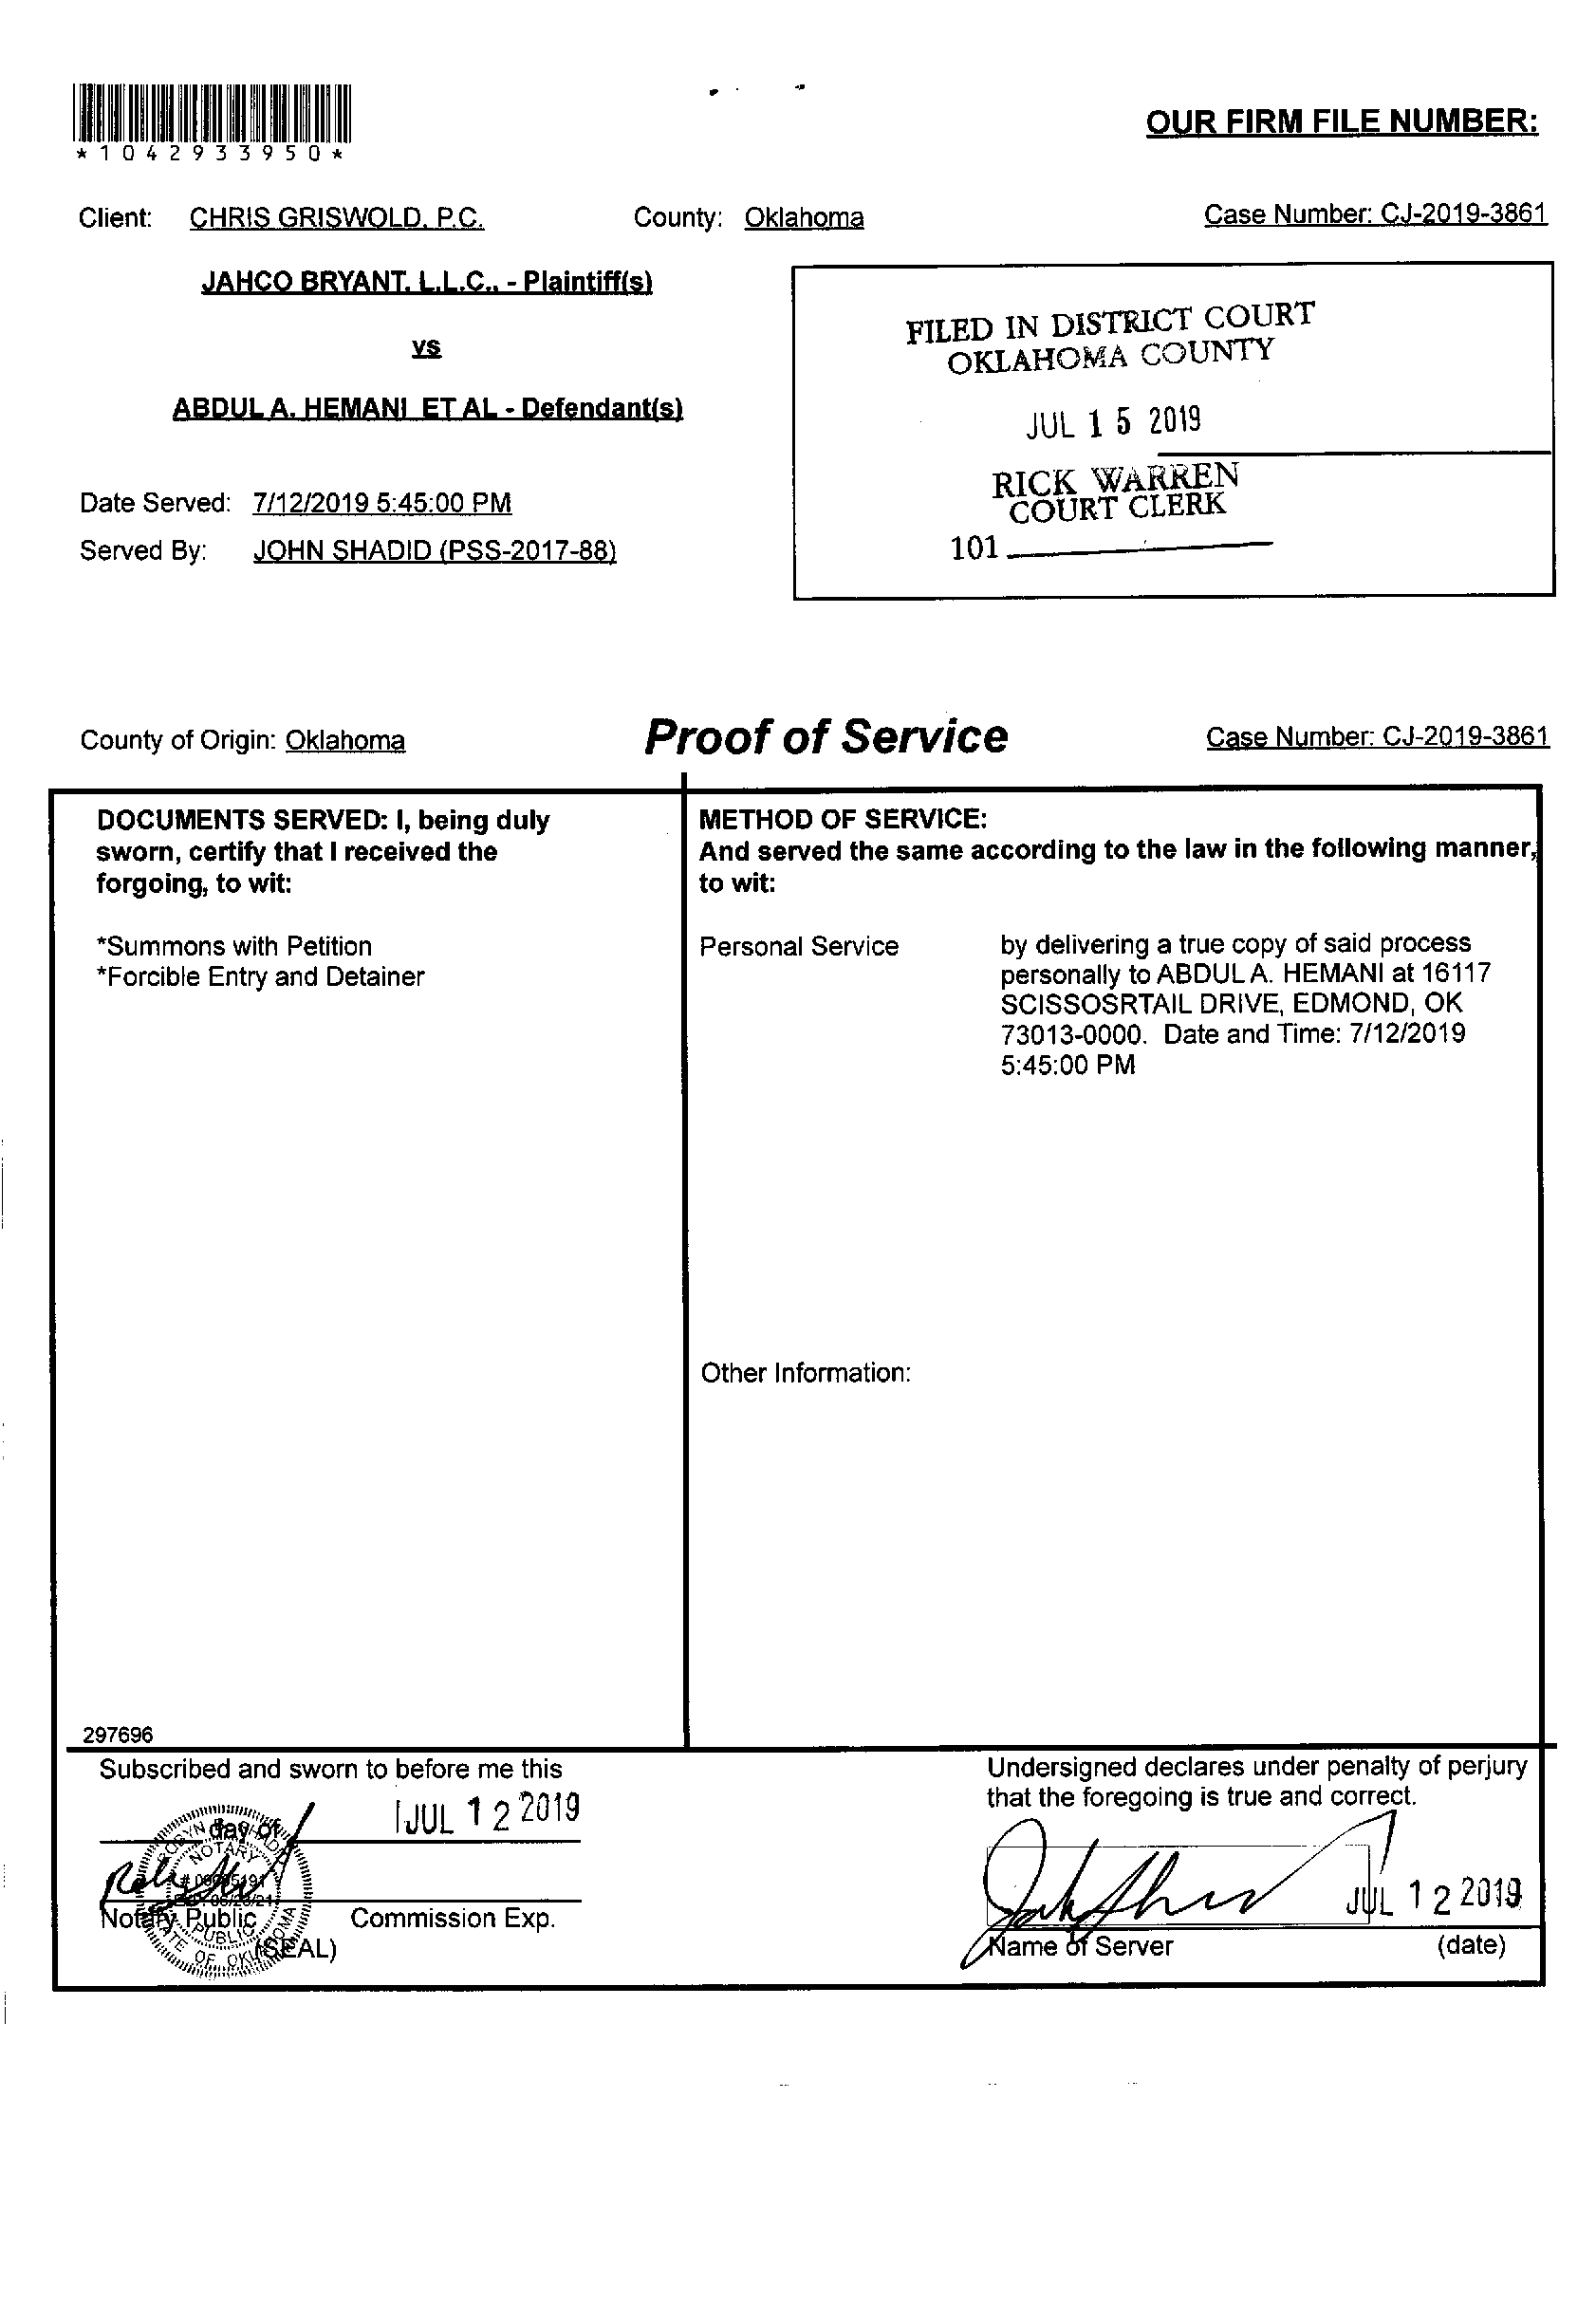 OUR FIRM FILE NUMBER:
*1042933950*
Client: CHRIS GRISWOLD, P.C. County: Oklahoma Case Number: CJ-2019-3861
JAHCO BRYANT, L.L.C., - Plaintiff(s)
vs
ABDUL A. HEMANI ET AL - Defendant(s)
FILED IN DISTRICT COURT
OKLAHOMA COUNTY
JUL 15 2019
RICK WARREN
COURT CLERK
101
Date Served: 7/12/2019 5:45:00 PM
Served By: JOHN SHADID (PSS-2017-88)
County of Origin: Oklahoma Proof of Service Case Number: CJ-2019-3861
DOCUMENTS SERVED: I, being duly
sworn, certify that I received the
forgoing, to wit:
*Summons with Petition
*Forcible Entry and Detainer
METHOD OF SERVICE:
And served the same according to the law in the following manner,
to wit:
Personal Service
by delivering a true copy of said process
personally to ABDUL A. HEMANI at 16117
SCISSOSRTAIL DRIVE, EDMOND, OK
73013-0000. Date and Time: 7/12/2019
5:45:00 PM
Other Information:
297696
Subscribed and sworn to before me this
day of JUL 12 2019
NOTARY
PUBLIC
STATE OF OKLAHOMA
Notary Public Commission Exp.
(SEAL)
Undersigned declares under penalty of perjury
that the foregoing is true and correct.
JUL 12 2019
Name of Server (date)